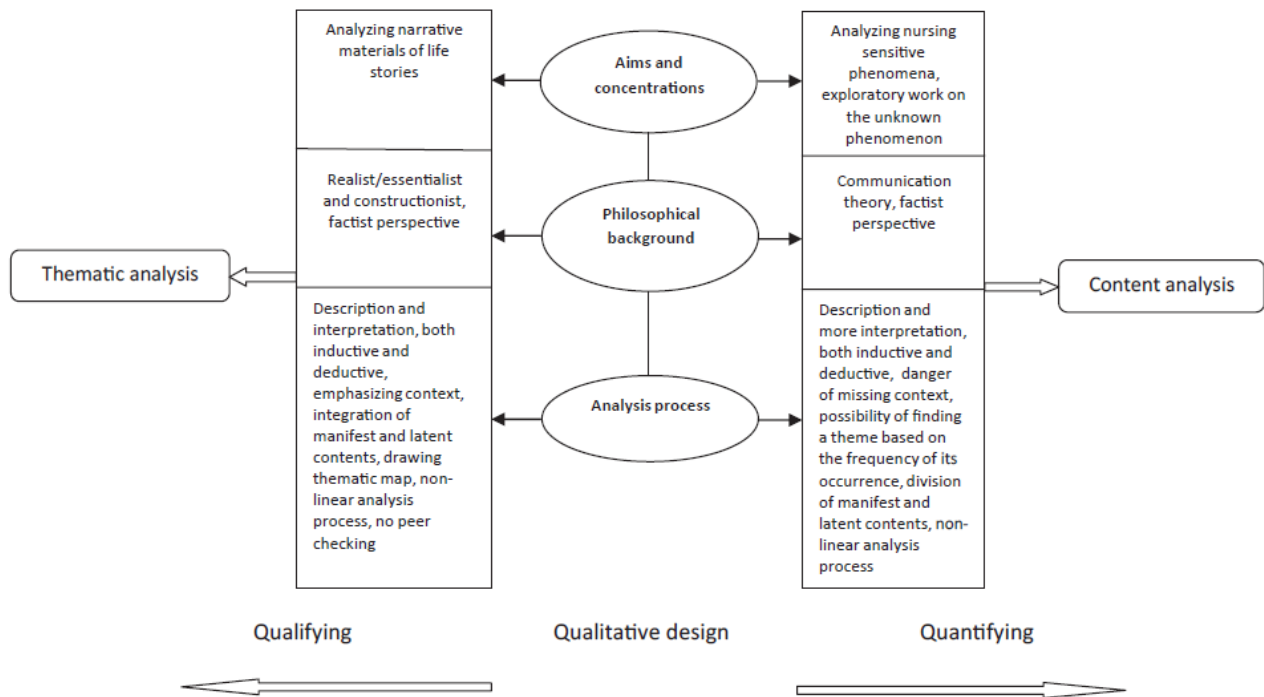 Analyzing narrative
materials of life
stories
Aims and
concentrations
Analyzing nursing
sensitive
phenomena,
exploratory work on
the unknown
phenomenon
Realist/essentialist
and constructionist,
factist perspective
Philosophical
background
Communication
theory, factist
perspective
Thematic analysis
Content analysis
Description and
interpretation, both
inductive and
deductive,
emphasizing context,
integration of
manifest and latent
contents, drawing
thematic map, non-
linear analysis
process, no peer
checking
Analysis process
Description and
more interpretation,
both inductive and
deductive, danger
of missing context,
possibility of finding
a theme based on
the frequency of its
occurrence, division
of manifest and
latent contents, non-
linear analysis
process
Qualifying
Qualitative design
Quantifying